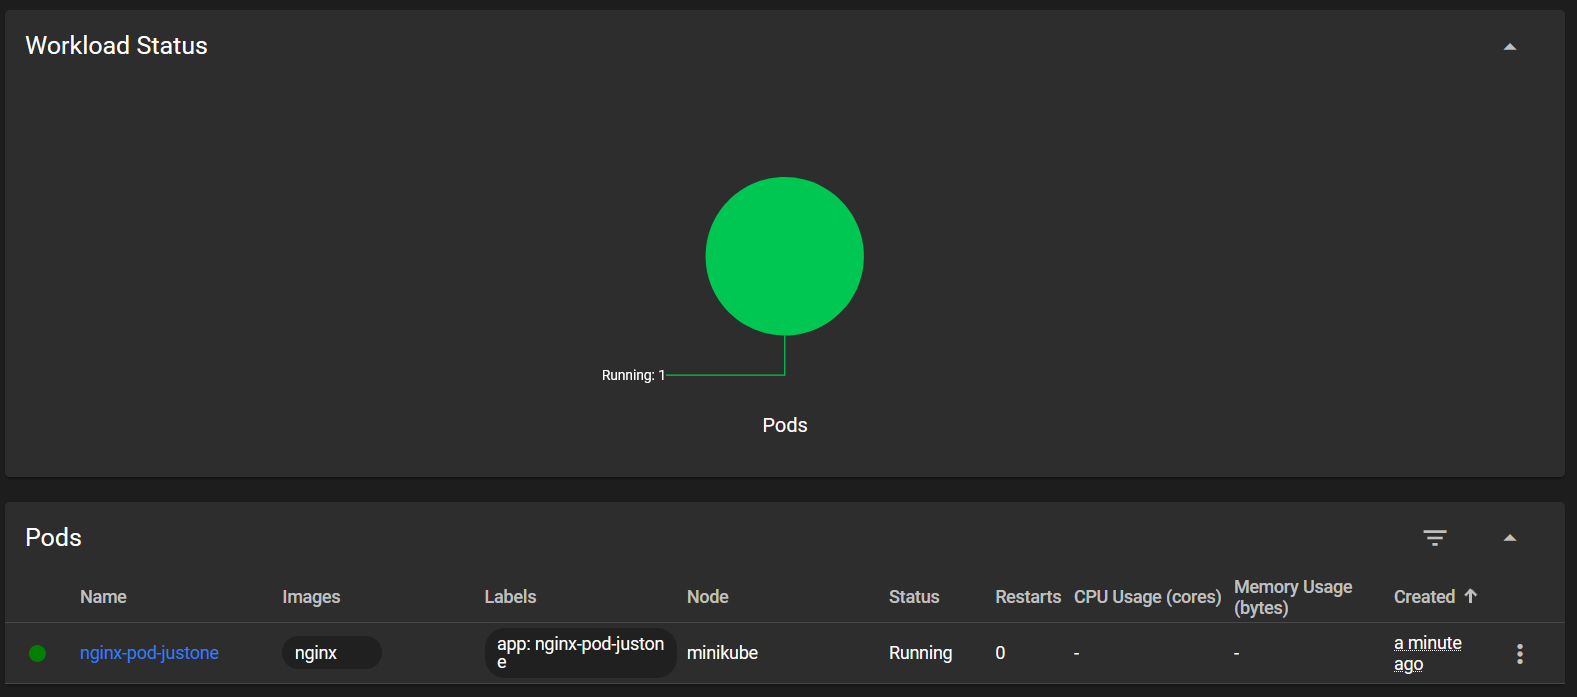 Workload Status
Running: 1
Pods
Pods
Name Images Labels Node Status Restarts CPU Usage (cores) Memory Usage
(bytes) Created
nginx-pod-justone nginx app: nginx-pod-juston
e minikube Running 0 - - a minute
ago